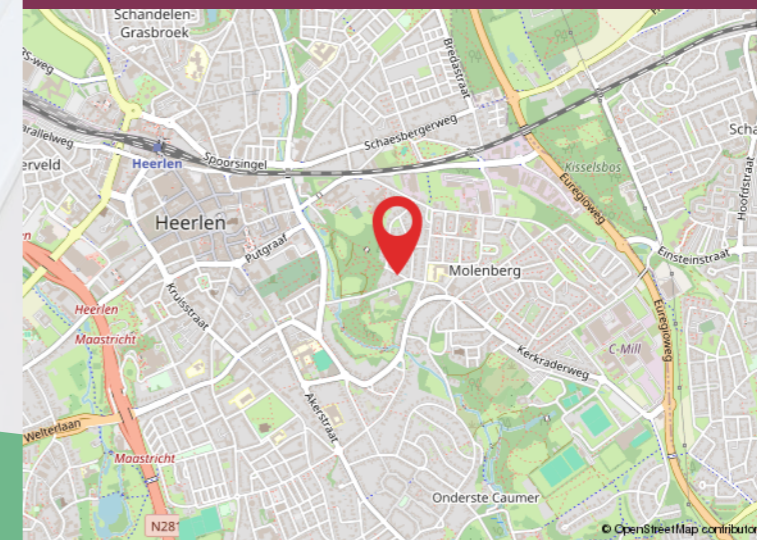 Schandelen-
Grasbroek
Bredastraat
Schaesbergerweg
Spoorsingel
Heerlen
Kisselsbos
Hoofdstraat
Euregioweg
Heerlen
Putgraaf
Einsteinstraat
Molenberg
Kruisstraat
Heerlen
Maastricht
Euregioweg
C-Mill
Kerkraderweg
Akerstraat
Welterlaan
Maastricht
Onderste Caumer
N281
© OpenStreetMap contributor